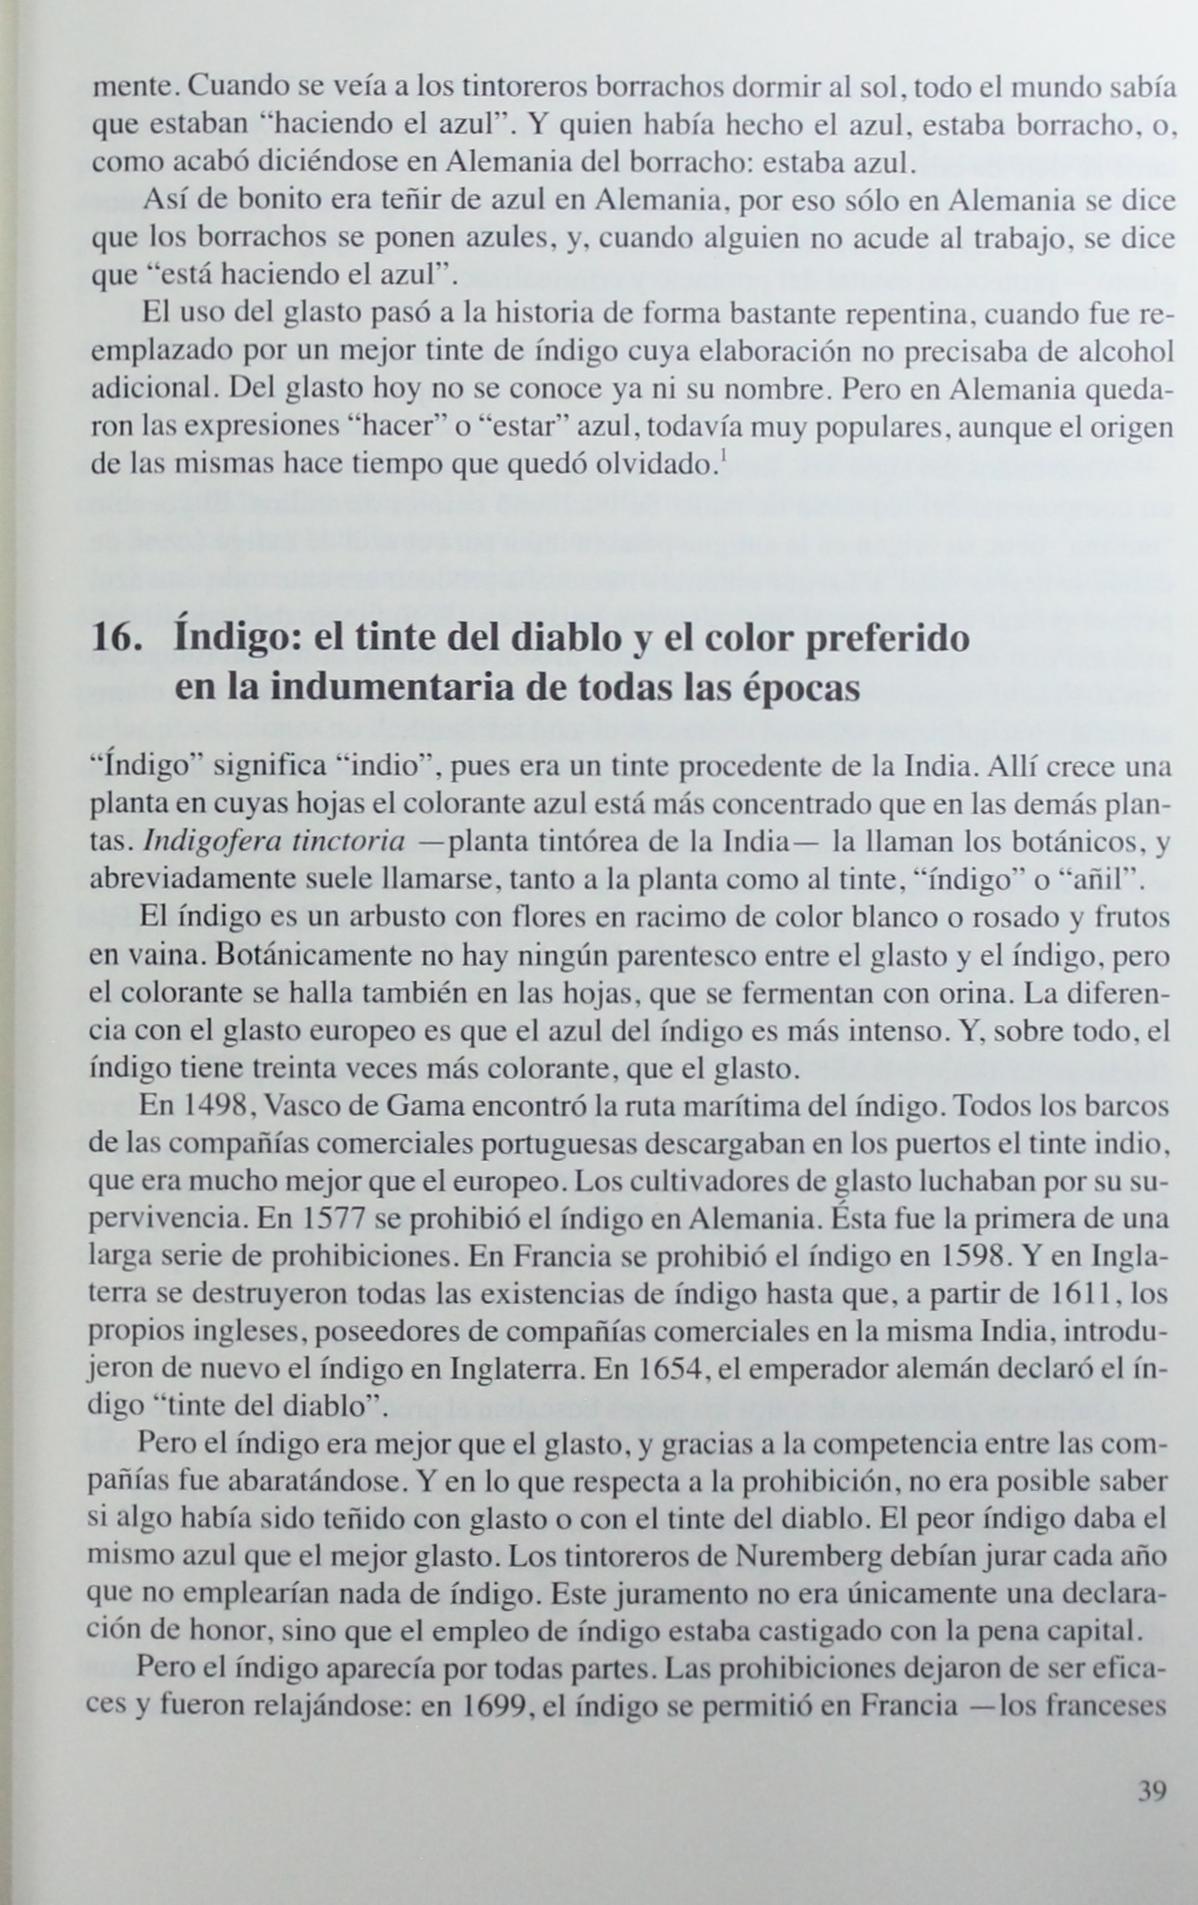 mente. Cuando se veía a los tintoreros borrachos dormir al sol, todo el mundo sabía
que estaban “haciendo el azul”. Y quien había hecho el azul, estaba borracho, o,
como acabó diciéndose en Alemania del borracho: estaba azul.
Así de bonito era teñir de azul en Alemania, por eso sólo en Alemania se dice
que los borrachos se ponen azules, y, cuando alguien no acude al trabajo, se dice
que “está haciendo el azul”.
El uso del glasto pasó a la historia de forma bastante repentina, cuando fue re-
emplazado por un mejor tinte de índigo cuya elaboración no precisaba de alcohol
adicional. Del glasto hoy no se conoce ya ni su nombre. Pero en Alemania queda-
ron las expresiones “hacer” o “estar” azul, todavía muy populares, aunque el origen
de las mismas hace tiempo que quedó olvidado.¹
16. Índigo: el tinte del diablo y el color preferido
en la indumentaria de todas las épocas
“Índigo” significa “indio”, pues era un tinte procedente de la India. Allí crece una
planta en cuyas hojas el colorante azul está más concentrado que en las demás plan-
tas. Indigofera tinctoria —planta tintórea de la India— la llaman los botánicos, y
abreviadamente suele llamarse, tanto a la planta como al tinte, “índigo” o “añil”.
El índigo es un arbusto con flores en racimo de color blanco o rosado y frutos
en vaina. Botánicamente no hay ningún parentesco entre el glasto y el índigo, pero
el colorante se halla también en las hojas, que se fermentan con orina. La diferen-
cia con el glasto europeo es que el azul del índigo es más intenso. Y, sobre todo, el
índigo tiene treinta veces más colorante, que el glasto.
En 1498, Vasco de Gama encontró la ruta marítima del índigo. Todos los barcos
de las compañías comerciales portuguesas descargaban en los puertos el tinte indio,
que era mucho mejor que el europeo. Los cultivadores de glasto luchaban por su su-
pervivencia. En 1577 se prohibió el índigo en Alemania. Ésta fue la primera de una
larga serie de prohibiciones. En Francia se prohibió el índigo en 1598. Y en Ingla-
terra se destruyeron todas las existencias de índigo hasta que, a partir de 1611, los
propios ingleses, poseedores de compañías comerciales en la misma India, introdu-
jeron de nuevo el índigo en Inglaterra. En 1654, el emperador alemán declaró el ín-
digo “tinte del diablo”.
Pero el índigo era mejor que el glasto, y gracias a la competencia entre las com-
pañías fue abaratándose. Y en lo que respecta a la prohibición, no era posible saber
si algo había sido teñido con glasto o con el tinte del diablo. El peor índigo daba el
mismo azul que el mejor glasto. Los tintoreros de Nuremberg debían jurar cada año
que no emplearían nada de índigo. Este juramento no era únicamente una declara-
ción de honor, sino que el empleo de índigo estaba castigado con la pena capital.
Pero el índigo aparecía por todas partes. Las prohibiciones dejaron de ser efica-
ces y fueron relajándose: en 1699, el índigo se permitió en Francia —los franceses
39